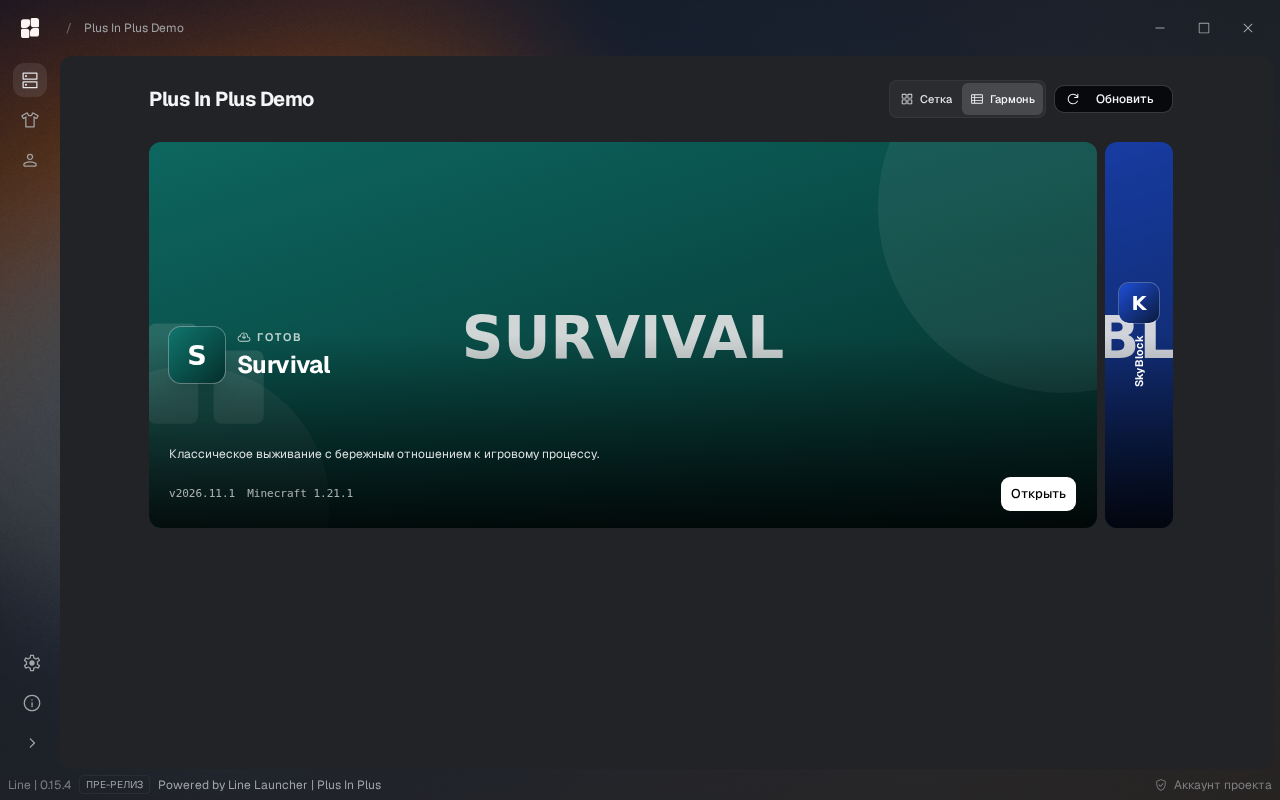 / Plus In Plus Demo
Plus In Plus Demo
Сетка
Гармонь
Обновить
SURVIVAL
S
ГОТОВ
Survival
Классическое выживание с бережным отношением к игровому процессу.
v2026.11.1 Minecraft 1.21.1
Открыть
K
BL
SkyBlock
Line | 0.15.4
ПРЕ-РЕЛИЗ
Powered by Line Launcher | Plus In Plus
Аккаунт проекта